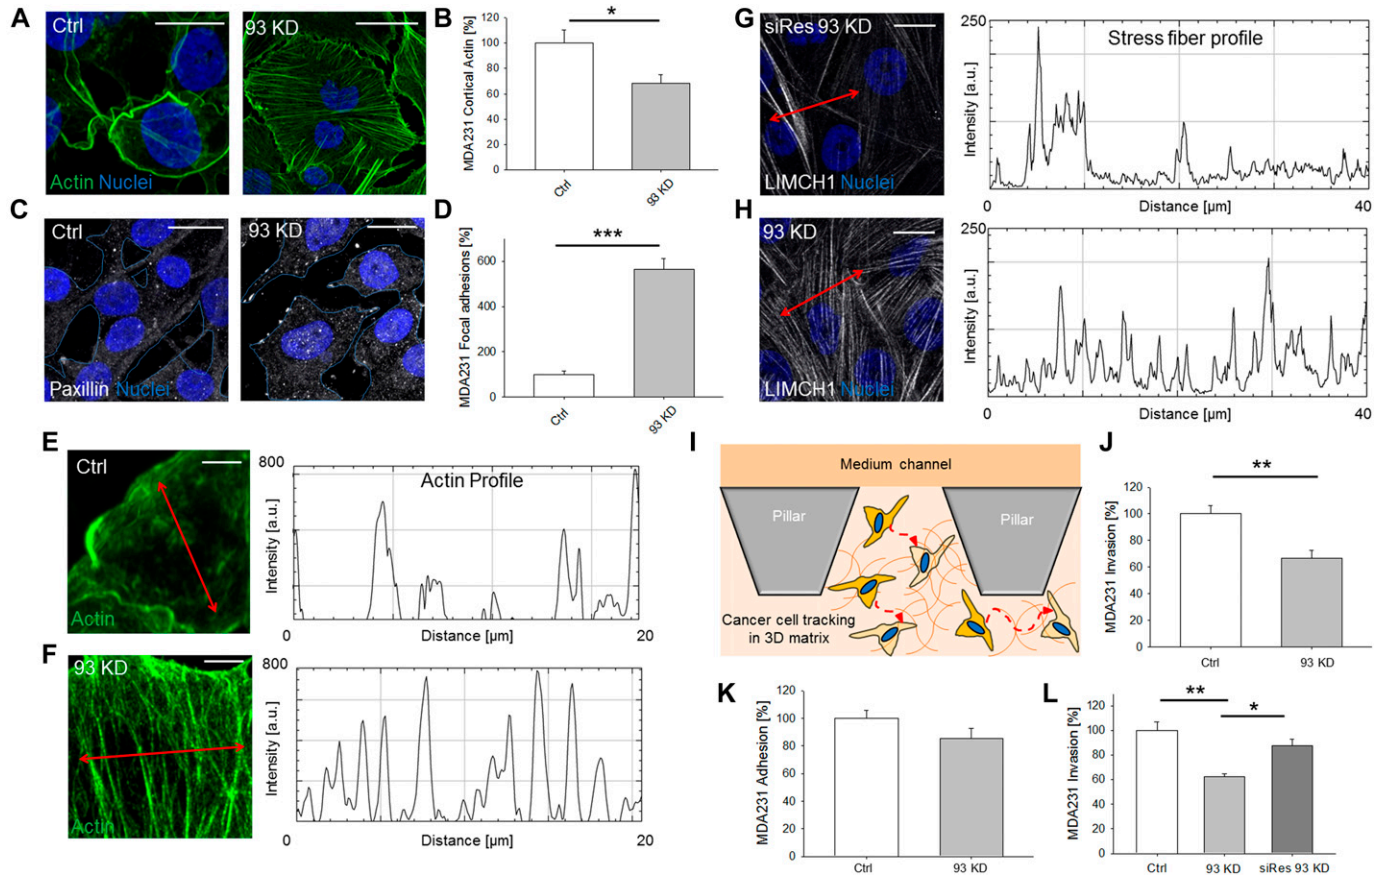 A
Ctrl
93 KD
Actin Nuclei
B
*
MDA231 Cortical Actin [%]
120
100
80
60
40
20
0
Ctrl
93 KD
C
Ctrl
93 KD
Paxillin Nuclei
D
***
MDA231 Focal adhesions [%]
600
400
200
0
Ctrl
93 KD
E
Ctrl
Actin
800
Actin Profile
Intensity [a.u.]
0
Distance [µm]
20
F
93 KD
Actin
800
Intensity [a.u.]
0
Distance [µm]
20
G
siRes 93 KD
LIMCH1 Nuclei
250
Stress fiber profile
Intensity [a.u.]
0
Distance [µm]
40
H
93 KD
LIMCH1 Nuclei
250
Intensity [a.u.]
0
Distance [µm]
40
I
Medium channel
Pillar
Pillar
Cancer cell tracking
in 3D matrix
J
**
MDA231 Invasion [%]
120
100
80
60
40
20
0
Ctrl
93 KD
K
MDA231 Adhesion [%]
120
100
80
60
40
20
0
Ctrl
93 KD
L
**
*
MDA231 Invasion [%]
120
100
80
60
40
20
0
Ctrl
93 KD
siRes 93 KD